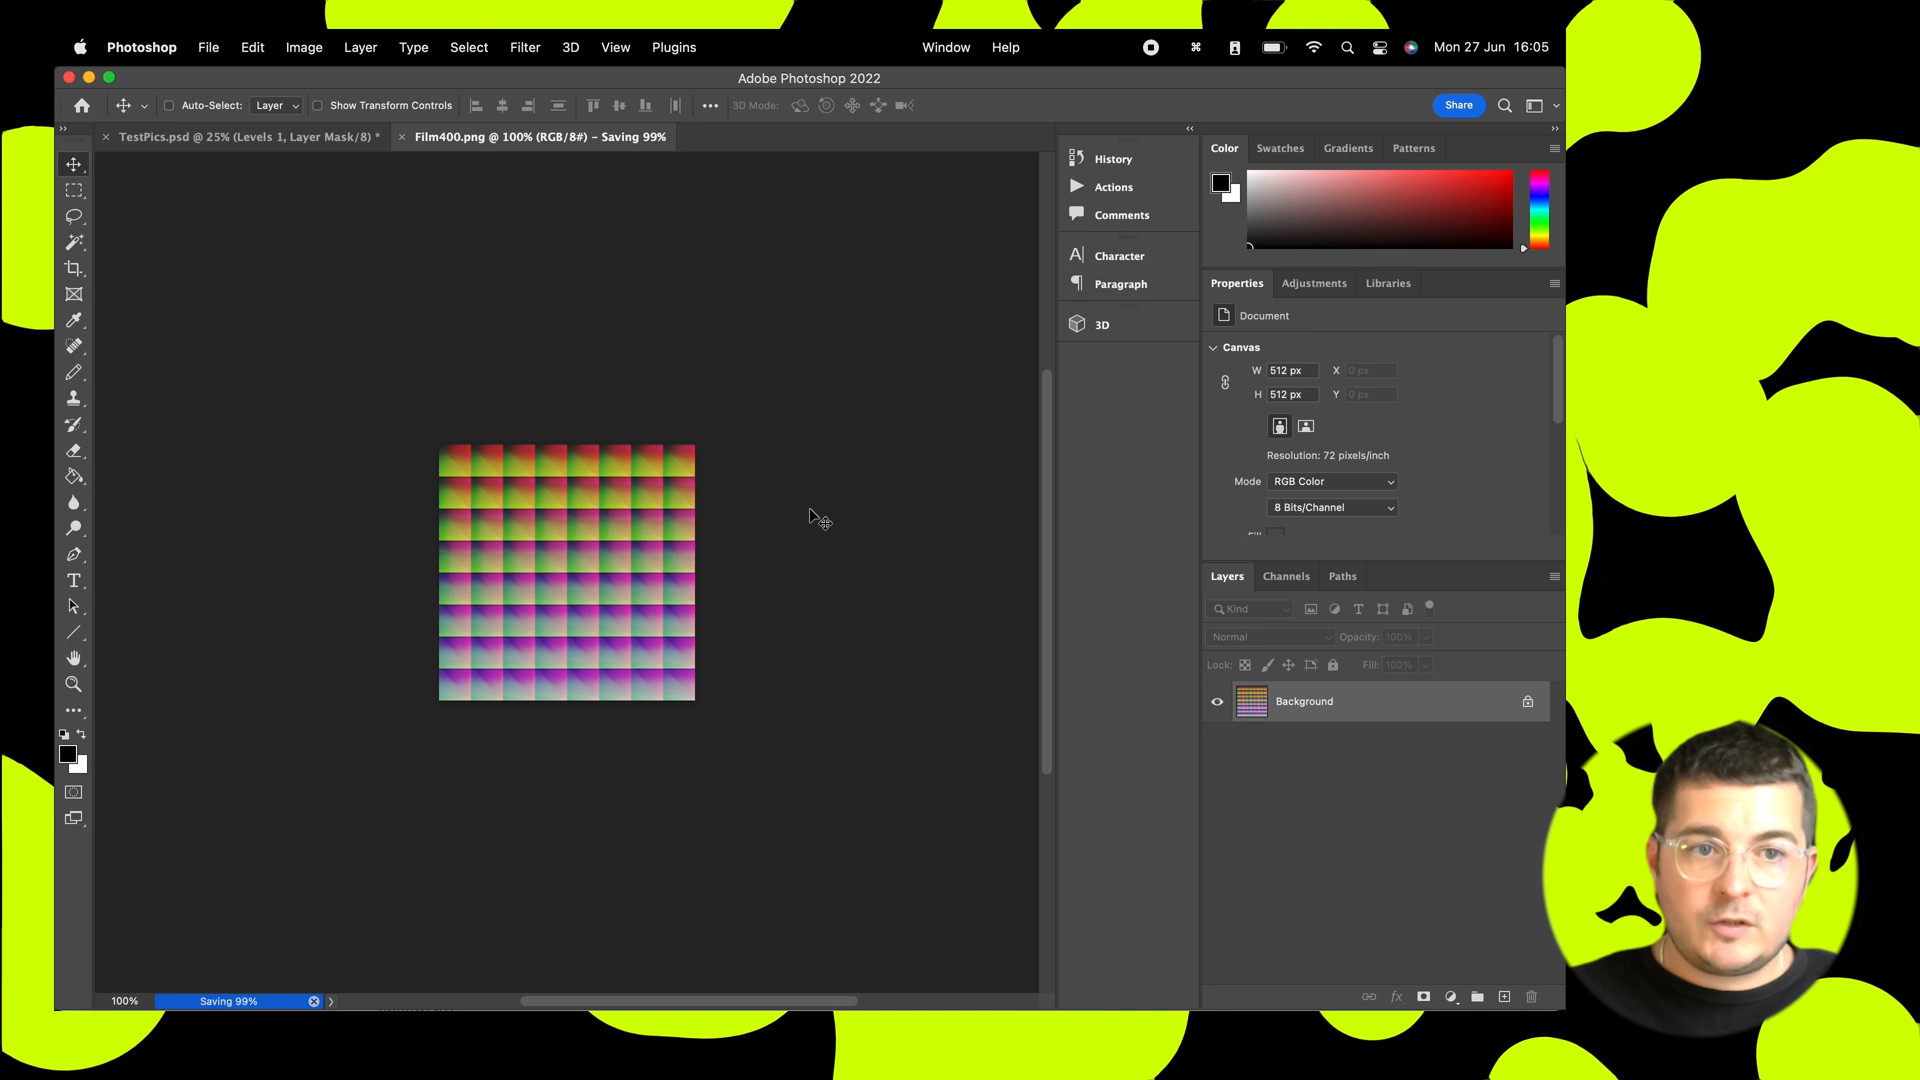 Photoshop File Edit Image Layer Type Select Filter 3D View Plugins Window Help Mon 27 Jun 16:05
Adobe Photoshop 2022
Auto-Select: Layer Show Transform Controls 3D Mode: Share
TestPics.psd @ 25% (Levels 1, Layer Mask/8) * Film400.png @ 100% (RGB/8#) – Saving 99%
History
Actions
Comments
Character
Paragraph
3D
Color Swatches Gradients Patterns
Properties Adjustments Libraries
Document
Canvas
W 512 px X 0 px
H 512 px Y 0 px
Resolution: 72 pixels/inch
Mode RGB Color
8 Bits/Channel
Layers Channels Paths
Kind
Normal Opacity: 100%
Lock: Fill: 100%
Background
100% Saving 99%